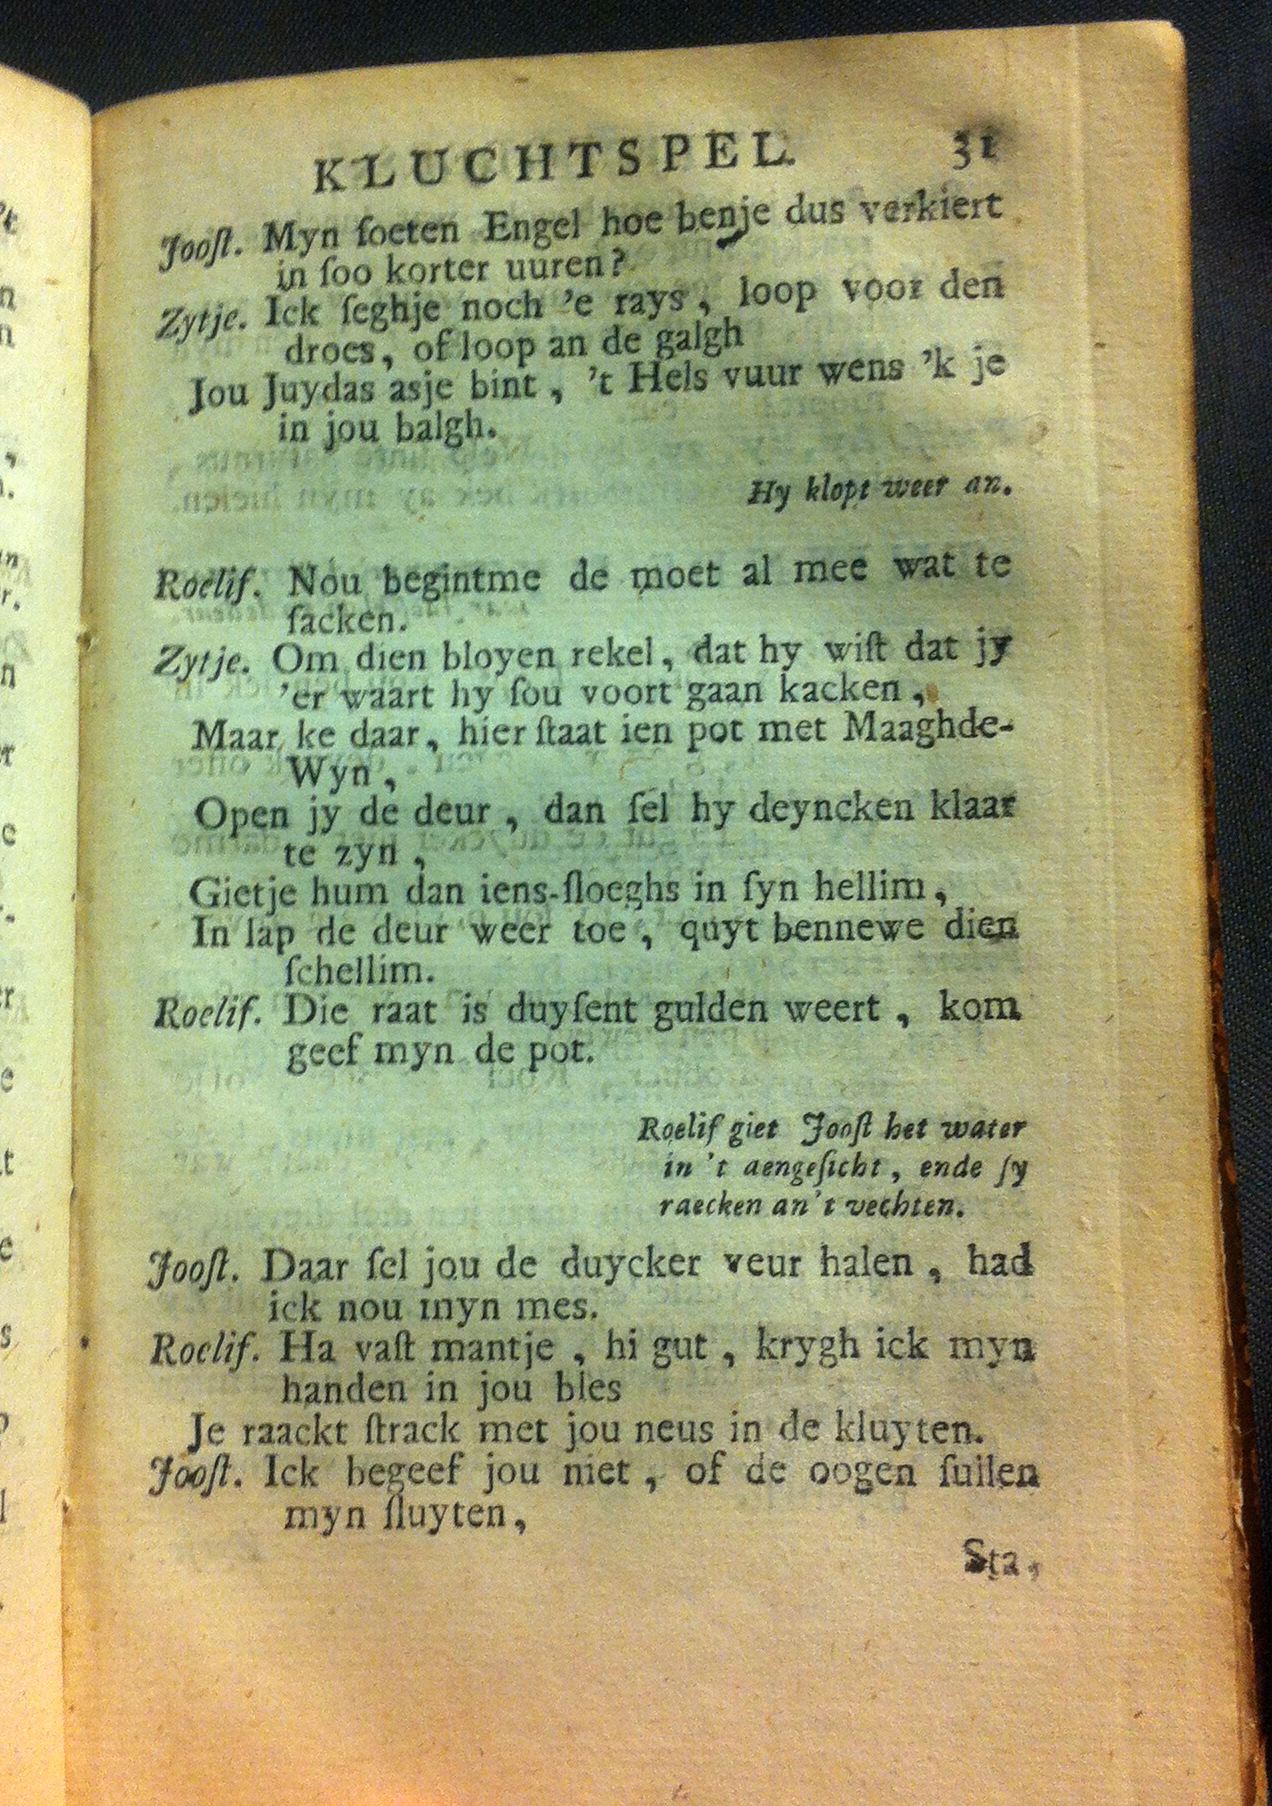 KLUCHTSPEL. 31
Jooſt. Myn ſoeten Engel hoe benje dus verkiert
in ſoo korter uuren?
Zytje. Ick ſeghje noch 'e rays, loop voor den
droes, of loop an de galgh
Jou Juydas asje bint, 't Hels vuur wens 'k je
in jou balgh.
Hy klopt weer an.
Roelif. Nou begintme de moet al mee wat te
ſacken.
Zytje. Om dien bloyen rekel, dat hy wiſt dat jy
'er waart hy ſou voort gaan kacken,
Maar ke daar, hier ſtaat ien pot met Maaghde-
Wyn,
Open jy de deur, dan ſel hy deyncken klaar
te zyn,
Gietje hum dan iens-ſloeghs in ſyn hellim,
In lap de deur weer toe, quyt bennewe dien
ſchellim.
Roelif. Die raat is duyſent gulden weert, kom
geef myn de pot.
Roelif giet Jooſt het water
in 't aengeſicht, ende ſy
raecken an't vechten.
Jooſt. Daar ſel jou de duycker veur halen, had
ick nou myn mes.
Roelif. Ha vaſt mantje, hi gut, krygh ick myn
handen in jou bles
Je raackt ſtrack met jou neus in de kluyten.
Jooſt. Ick begeef jou niet, of de oogen ſullen
myn ſluyten,
Sta,